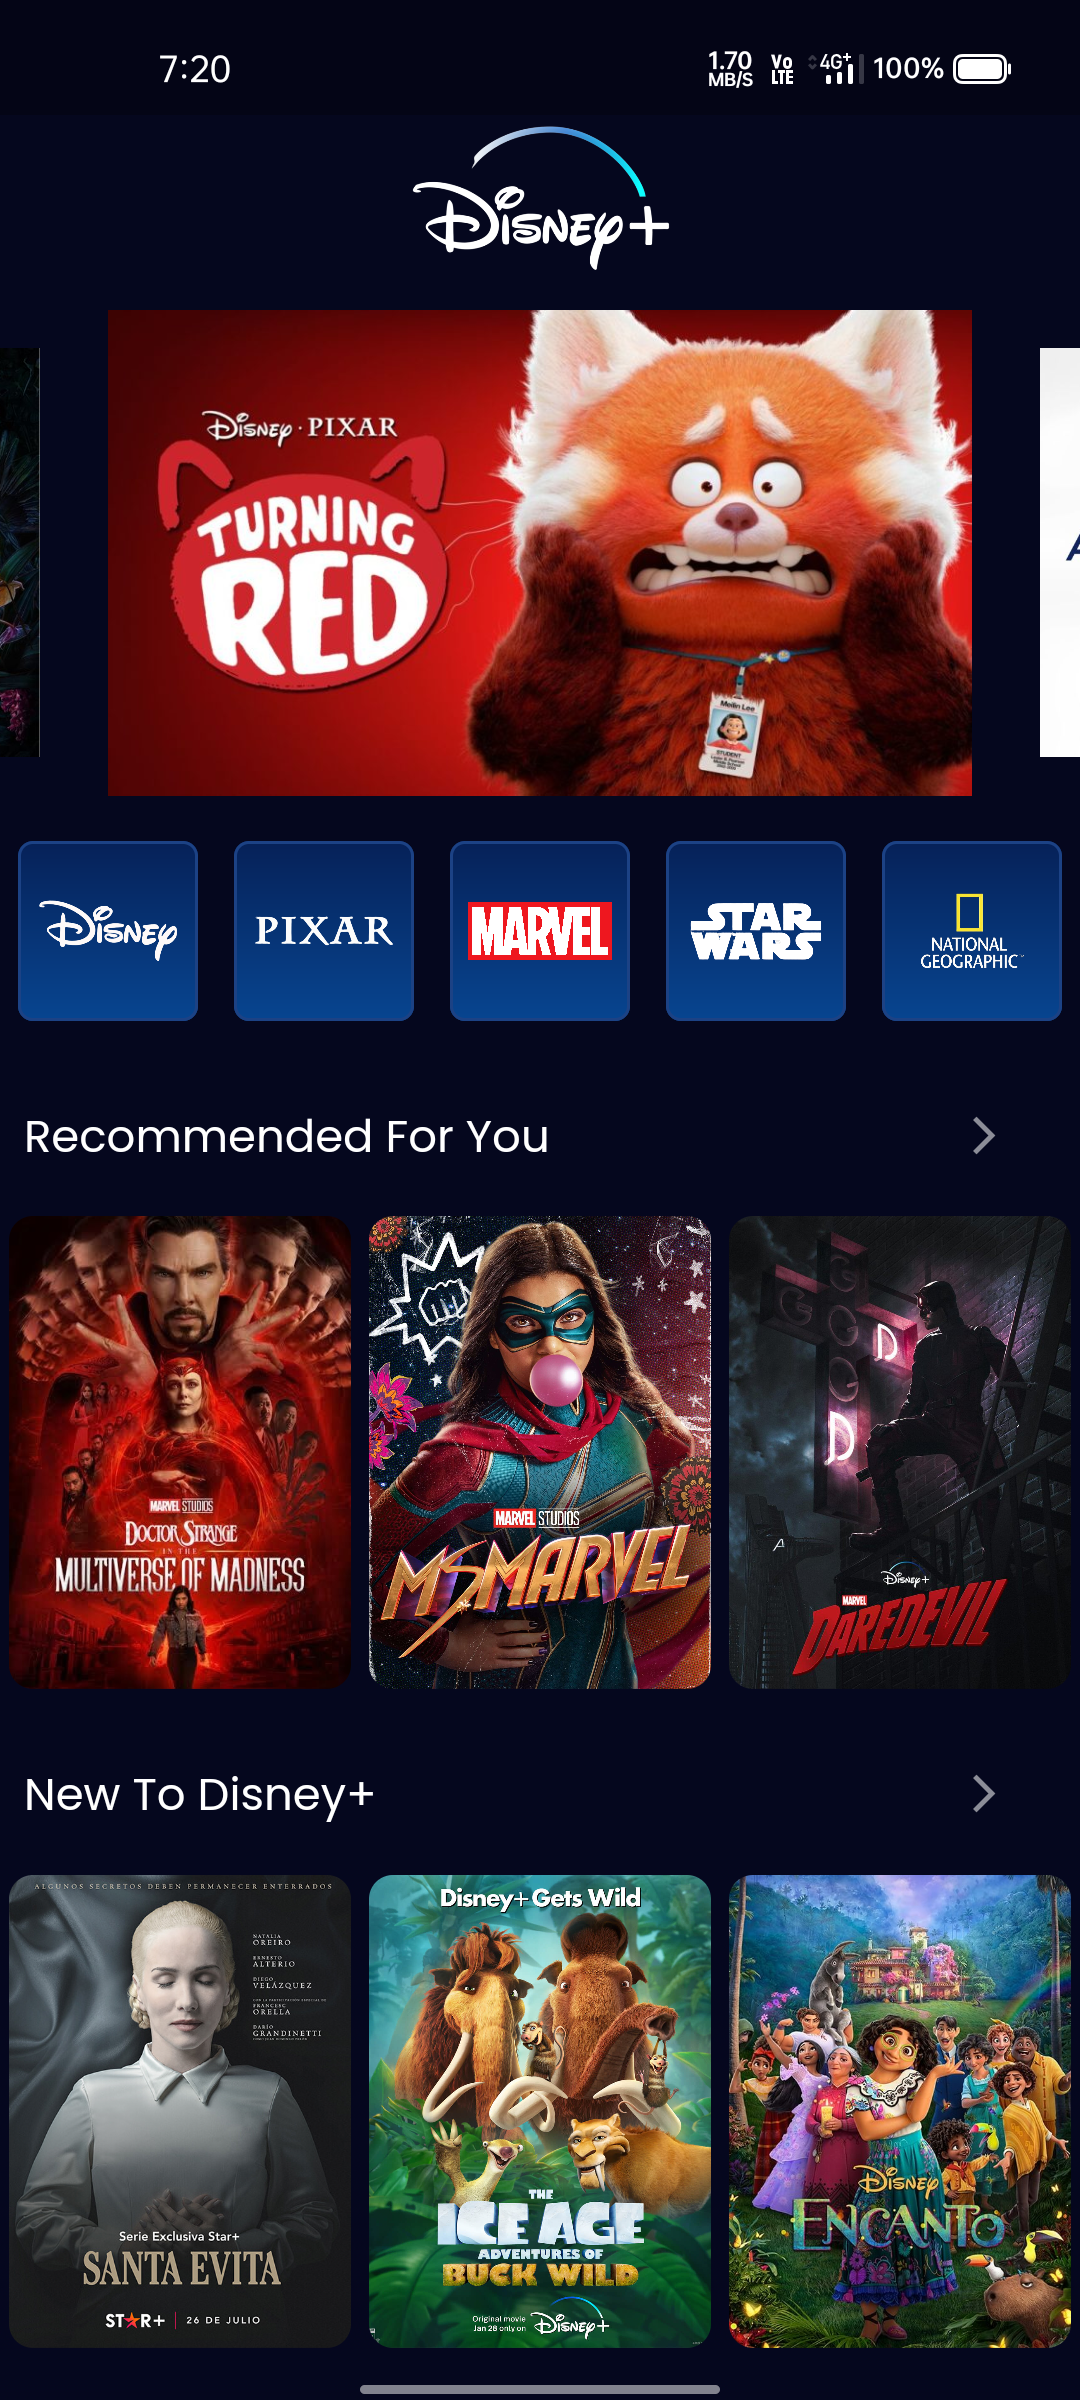 7:20
1.70
MB/S
Vo
LTE
4G+
100%
Disney+
Disney · PIXAR
TURNING
RED
Meilin Lee
STUDENT
Disney
PIXAR
MARVEL
STAR
WARS
NATIONAL
GEOGRAPHIC
Recommended For You
MARVEL STUDIOS
DOCTOR STRANGE
IN THE
MULTIVERSE OF MADNESS
MARVEL STUDIOS
MS MARVEL
D
D
Disney+
MARVEL
DAREDEVIL
New To Disney+
ALGUNOS SECRETOS DEBEN PERMANECER ENTERRADOS
NATALIA
OREIRO
ERNESTO
ALTERIO
DIEGO
VELÁZQUEZ
FRANCESC
ORELLA
DARÍO
GRANDINETTI
Serie Exclusiva Star+
SANTA EVITA
STAR+ | 26 DE JULIO
Disney+ Gets Wild
THE
ICE AGE
ADVENTURES OF
BUCK WILD
Original movie
Jan 28 only on
Disney+
Disney
ENCANTO